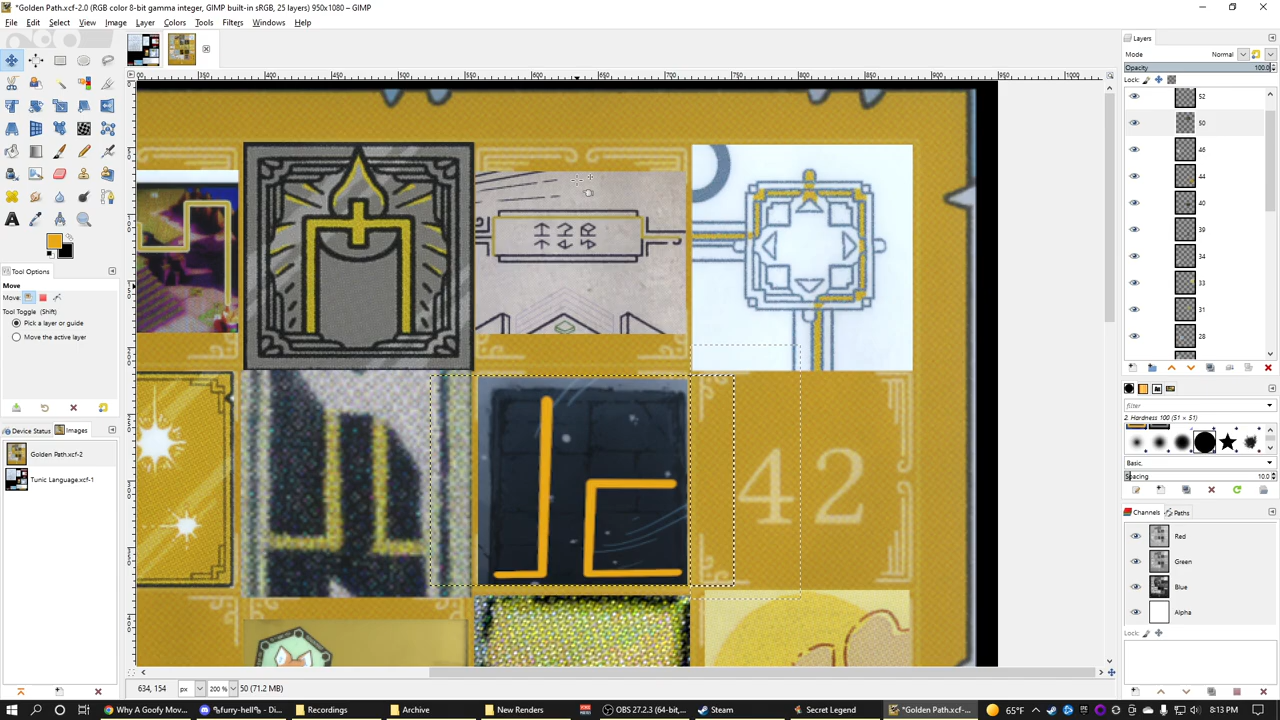 *Golden Path.xcf-2.0 (RGB color 8-bit gamma integer, GIMP built-in sRGB, 25 layers) 950x1080 – GIMP
File Edit Select View Image Layer Colors Tools Filters Windows Help
Layers
Mode Normal
Opacity 100.0
Lock:
52
50
46
44
40
39
34
33
31
28
Tool Options
Move
Move:
Tool Toggle (Shift)
Pick a layer or guide
Move the active layer
Device Status Images
Golden Path.xcf-2
Tunic Language.xcf-1
42
filter
2. Hardness 100 (51 × 51)
Basic,
Spacing 10.0
Channels Paths
Red
Green
Blue
Alpha
Lock:
634, 154 px 200 % 50 (71.2 MB)
Why A Goofy Mov... furry-hell - Di... Recordings Archive New Renders OBS 27.2.3 (64-bit,... Steam Secret Legend *Golden Path.xcf-... 65°F 8:13 PM